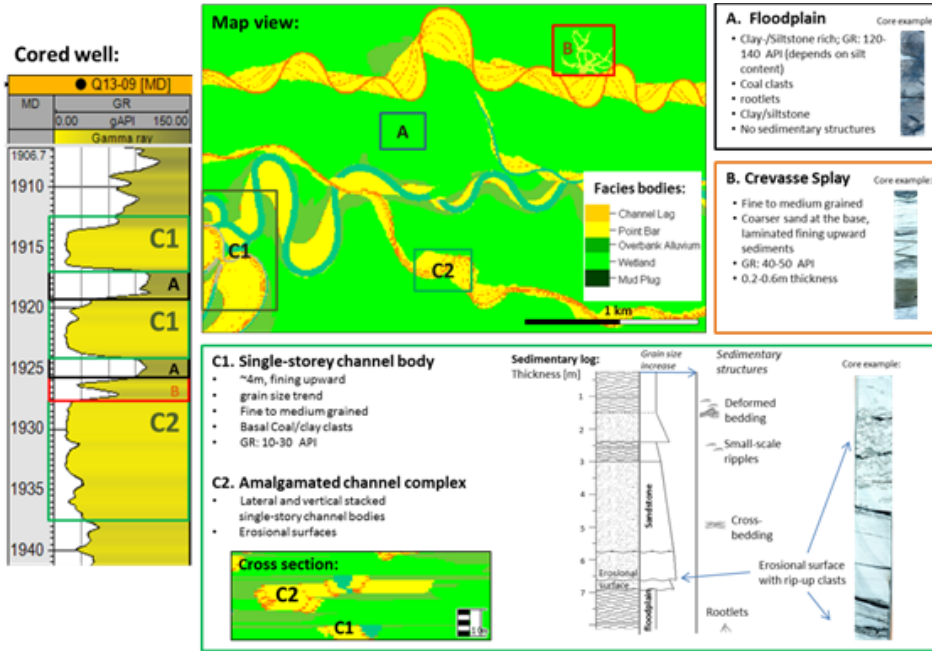 Cored well:
Q13-09 [MD]
MD
GR
0.00 gAPI 150.00
Gamma ray
1906.7
1910
1915
1920
1925
1930
1935
1940
C1
A
C1
A
B
C2
Map view:
B
A
C1
C2
Facies bodies:
Channel Lag
Point Bar
Overbank Alluvium
Wetland
Mud Plug
1 km
A. Floodplain
Core example:
• Clay-/Siltstone rich; GR: 120-
140 API (depends on silt
content)
• Coal clasts
• rootlets
• Clay/siltstone
• No sedimentary structures
B. Crevasse Splay
Core example:
• Fine to medium grained
• Coarser sand at the base,
laminated fining upward
sediments
• GR: 40-50 API
• 0.2-0.6m thickness
C1. Single-storey channel body
• ~4m, fining upward
• grain size trend
• Fine to medium grained
• Basal Coal/clay clasts
• GR: 10-30 API
C2. Amalgamated channel complex
• Lateral and vertical stacked
single-story channel bodies
• Erosional surfaces
Cross section:
C2
C1
Sedimentary log:
Thickness [m]
Grain size
increase
Sedimentary
structures
1
2
3
4
5
6
7
Sandstone
floodplain
Erosional
surface
Deformed
bedding
Small-scale
ripples
Cross-
bedding
Erosional surface
with rip-up clasts
Rootlets
Core example: